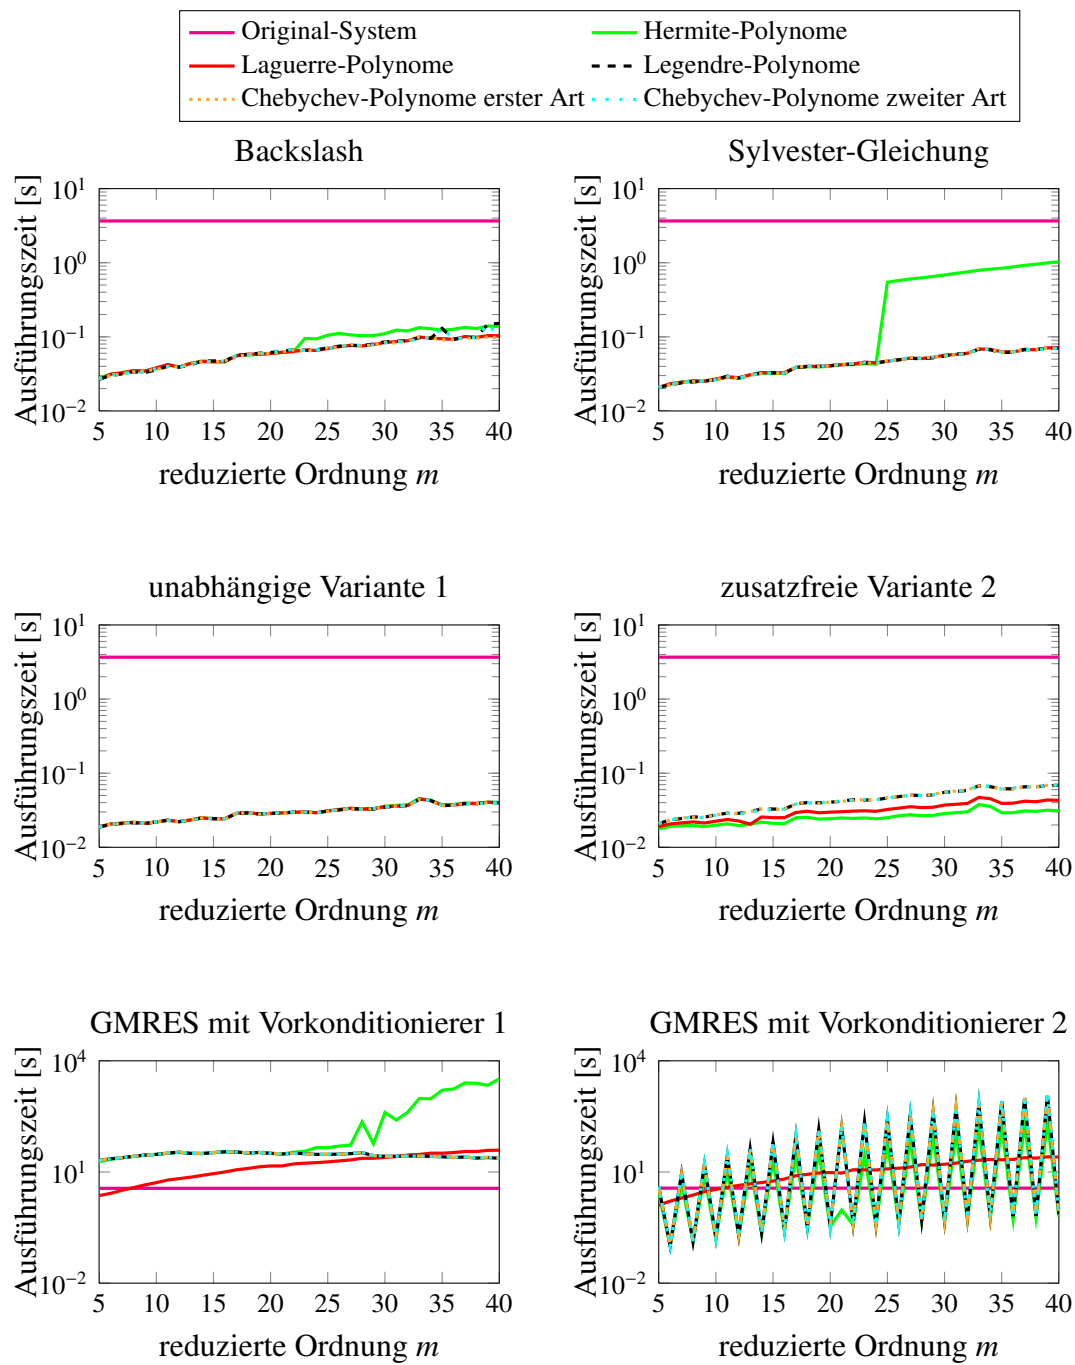 Original-System
Hermite-Polynome
Laguerre-Polynome
Legendre-Polynome
Chebychev-Polynome erster Art
Chebychev-Polynome zweiter Art
Backslash
Ausführungszeit [s]
10^1
10^0
10^−1
10^−2
5 10 15 20 25 30 35 40
reduzierte Ordnung m
Sylvester-Gleichung
Ausführungszeit [s]
10^1
10^0
10^−1
10^−2
5 10 15 20 25 30 35 40
reduzierte Ordnung m
unabhängige Variante 1
Ausführungszeit [s]
10^1
10^0
10^−1
10^−2
5 10 15 20 25 30 35 40
reduzierte Ordnung m
zusatzfreie Variante 2
Ausführungszeit [s]
10^1
10^0
10^−1
10^−2
5 10 15 20 25 30 35 40
reduzierte Ordnung m
GMRES mit Vorkonditionierer 1
Ausführungszeit [s]
10^4
10^1
10^−2
5 10 15 20 25 30 35 40
reduzierte Ordnung m
GMRES mit Vorkonditionierer 2
Ausführungszeit [s]
10^4
10^1
10^−2
5 10 15 20 25 30 35 40
reduzierte Ordnung m